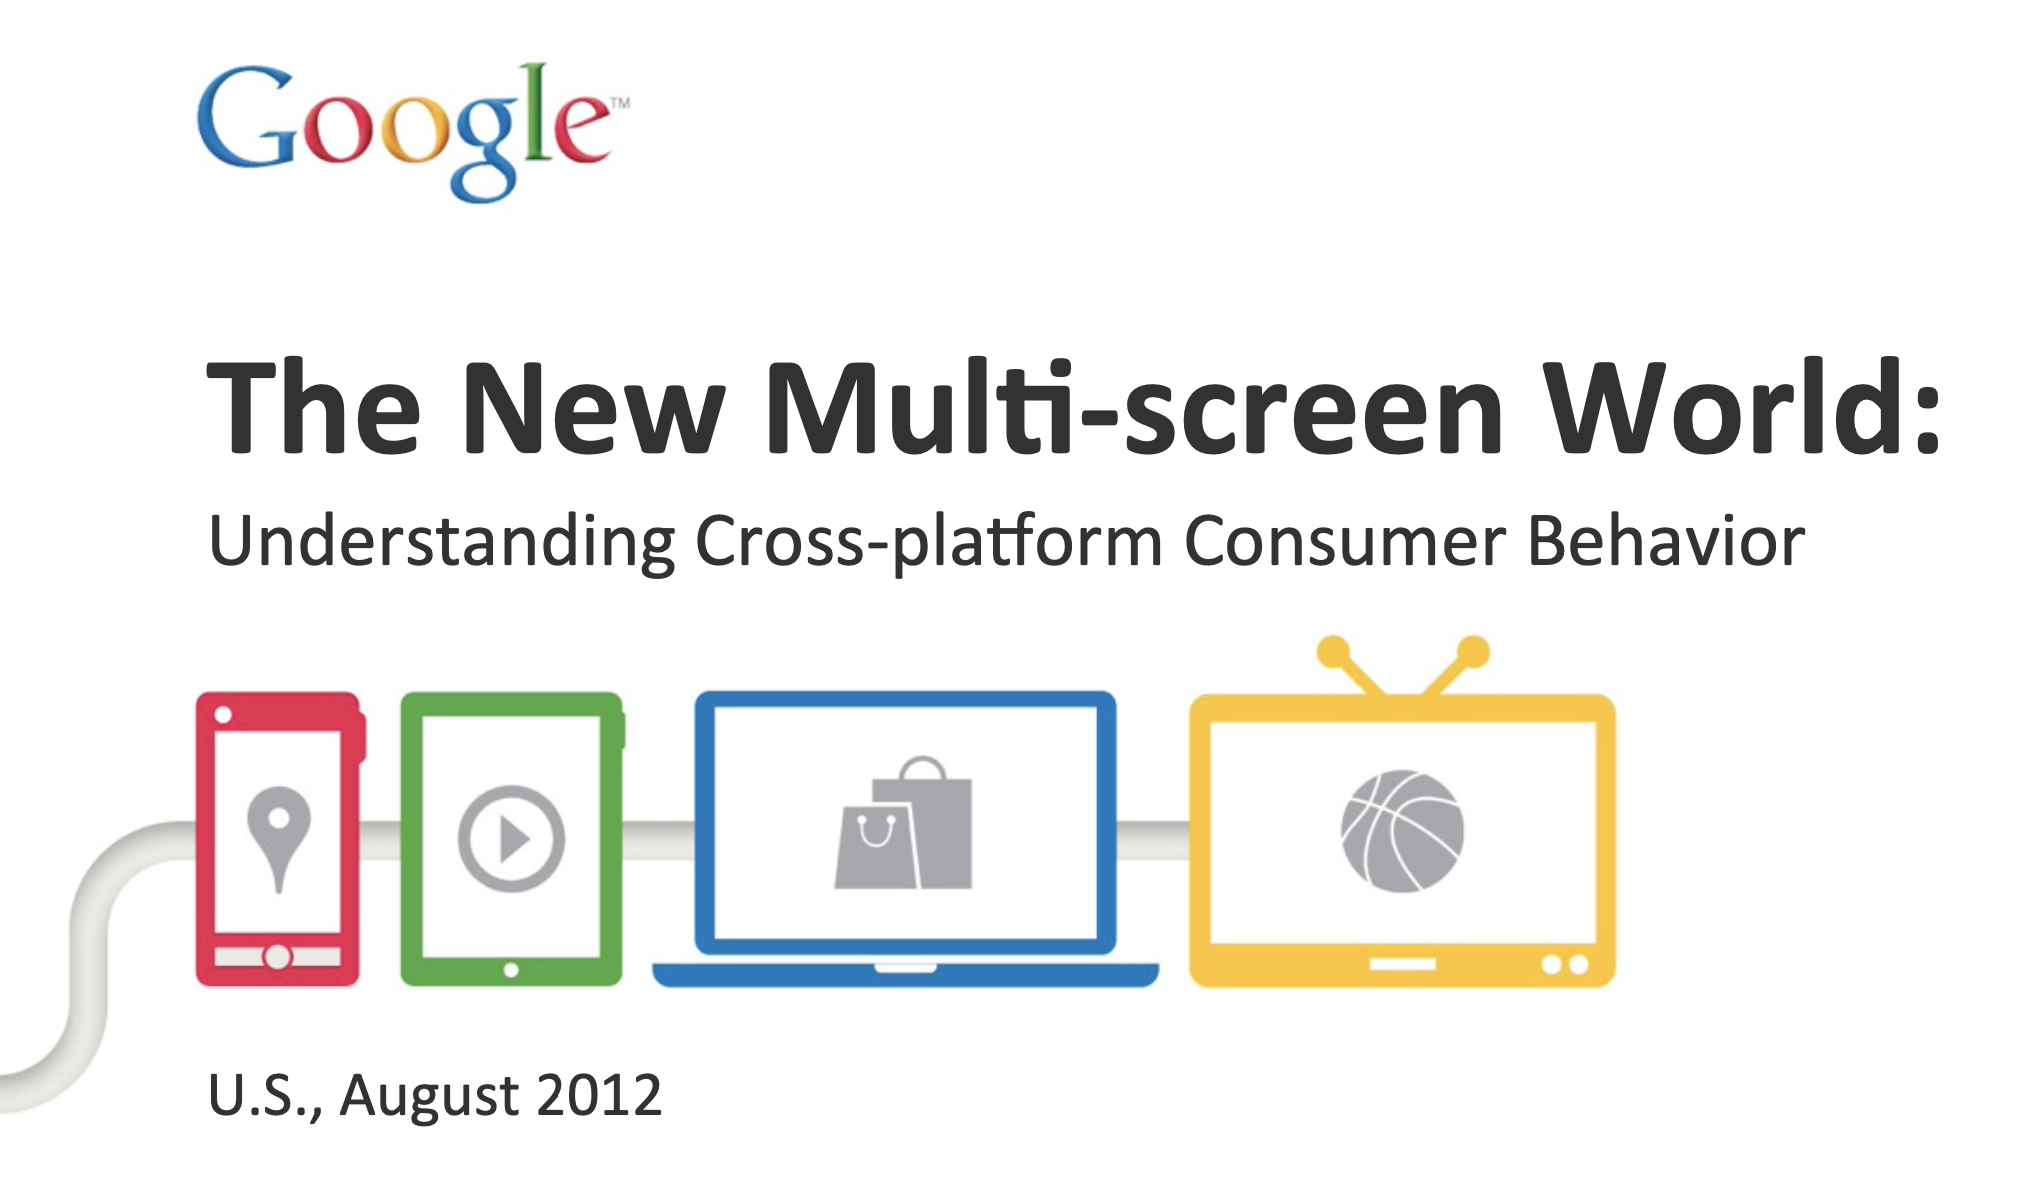 Google™
The New Multi-screen World:
Understanding Cross-platform Consumer Behavior
U.S., August 2012